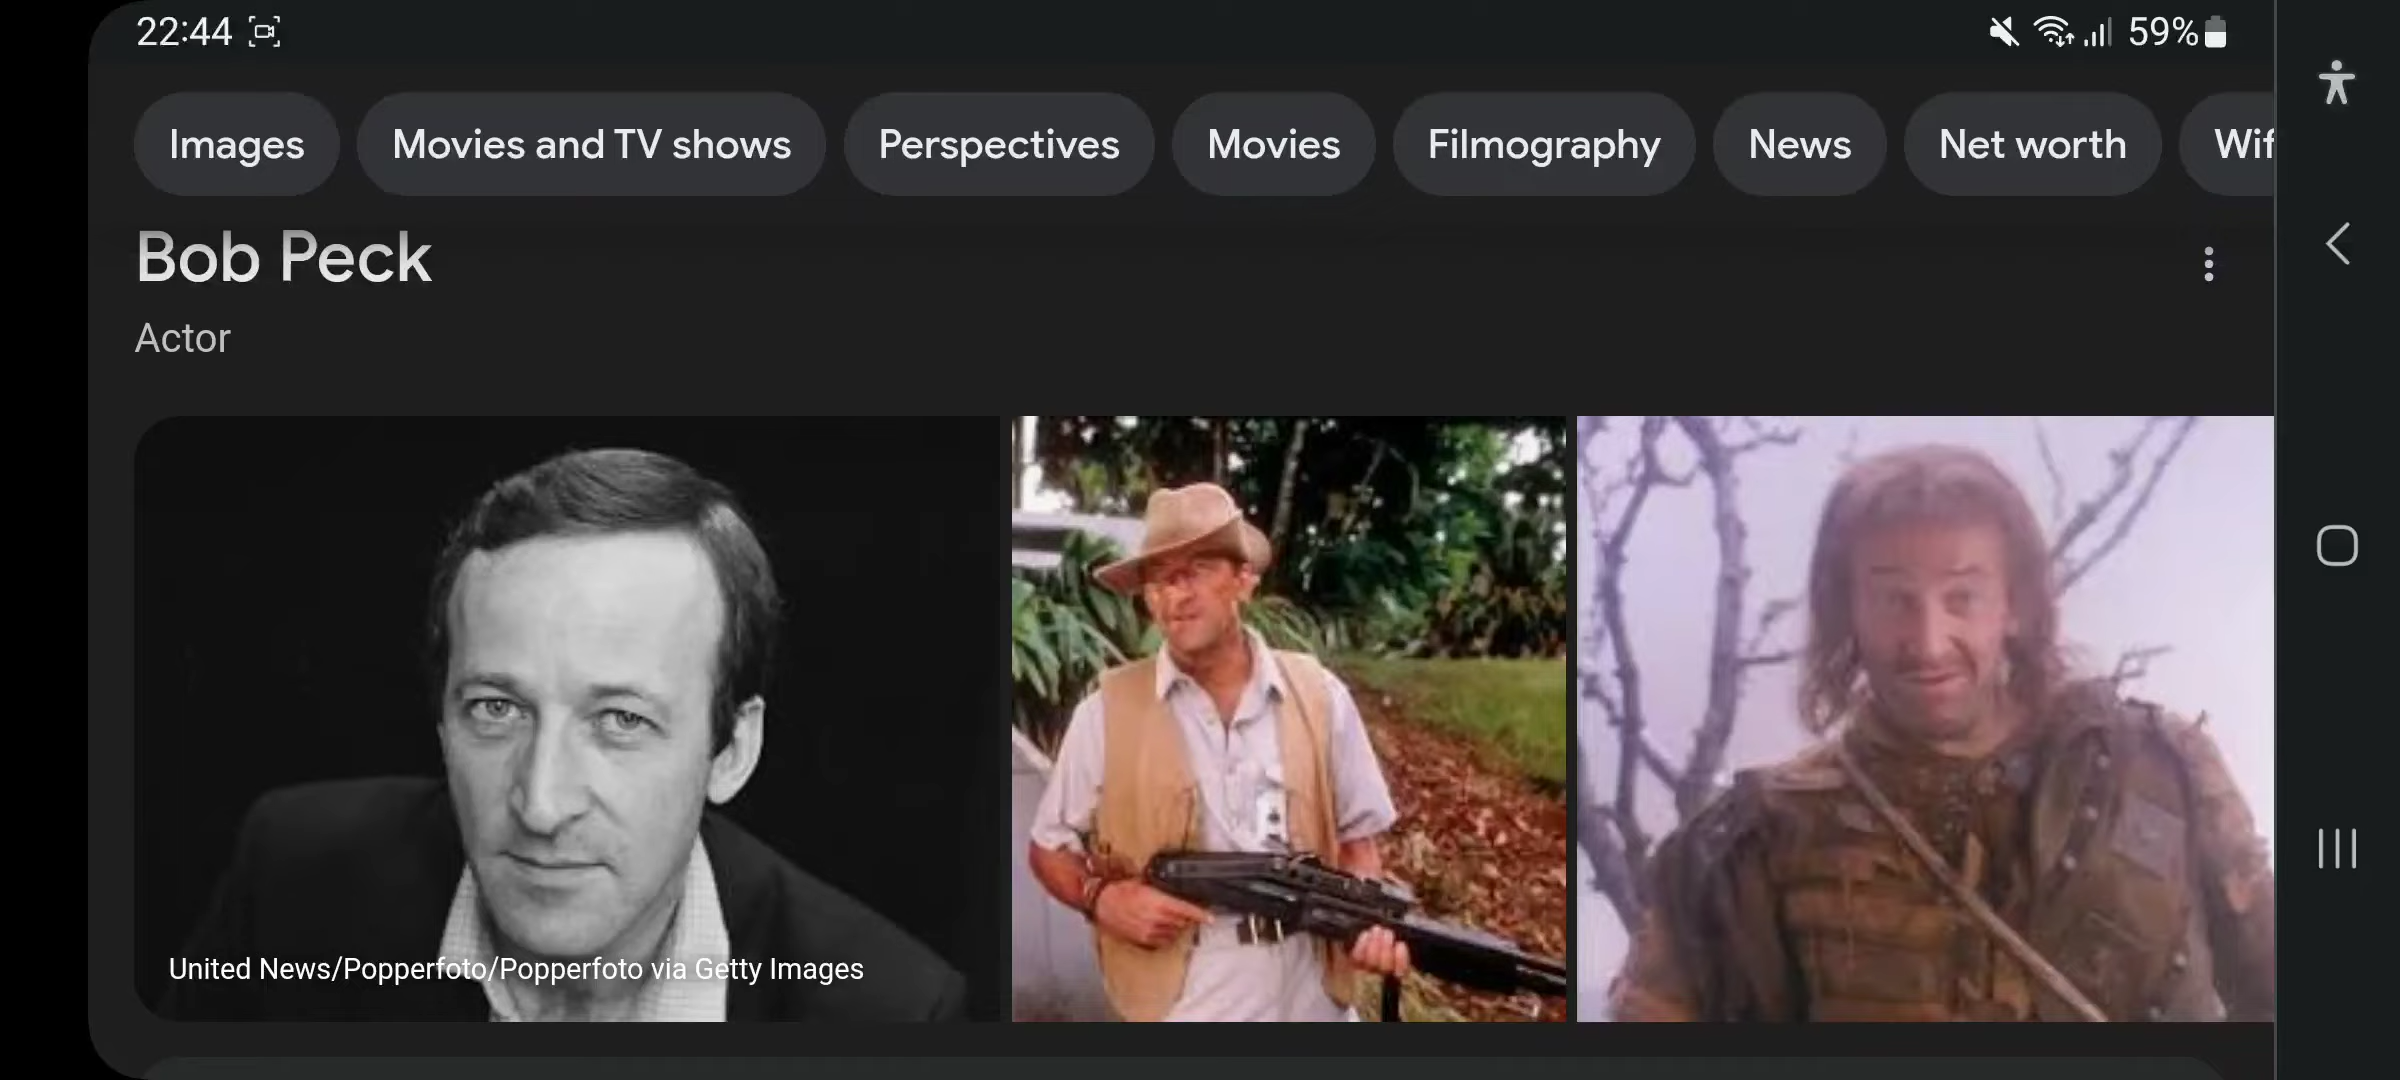 22:44
59%
Images
Movies and TV shows
Perspectives
Movies
Filmography
News
Net worth
Wif
Bob Peck
Actor
United News/Popperfoto/Popperfoto via Getty Images